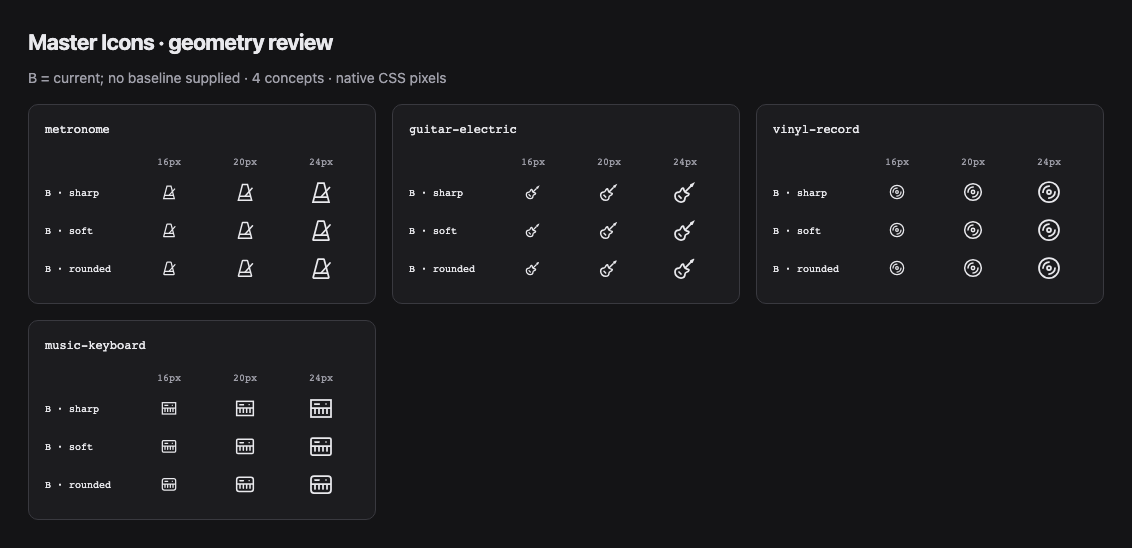 Master Icons · geometry review
B = current; no baseline supplied · 4 concepts · native CSS pixels
metronome
16px 20px 24px
B · sharp
B · soft
B · rounded
guitar-electric
16px 20px 24px
B · sharp
B · soft
B · rounded
vinyl-record
16px 20px 24px
B · sharp
B · soft
B · rounded
music-keyboard
16px 20px 24px
B · sharp
B · soft
B · rounded